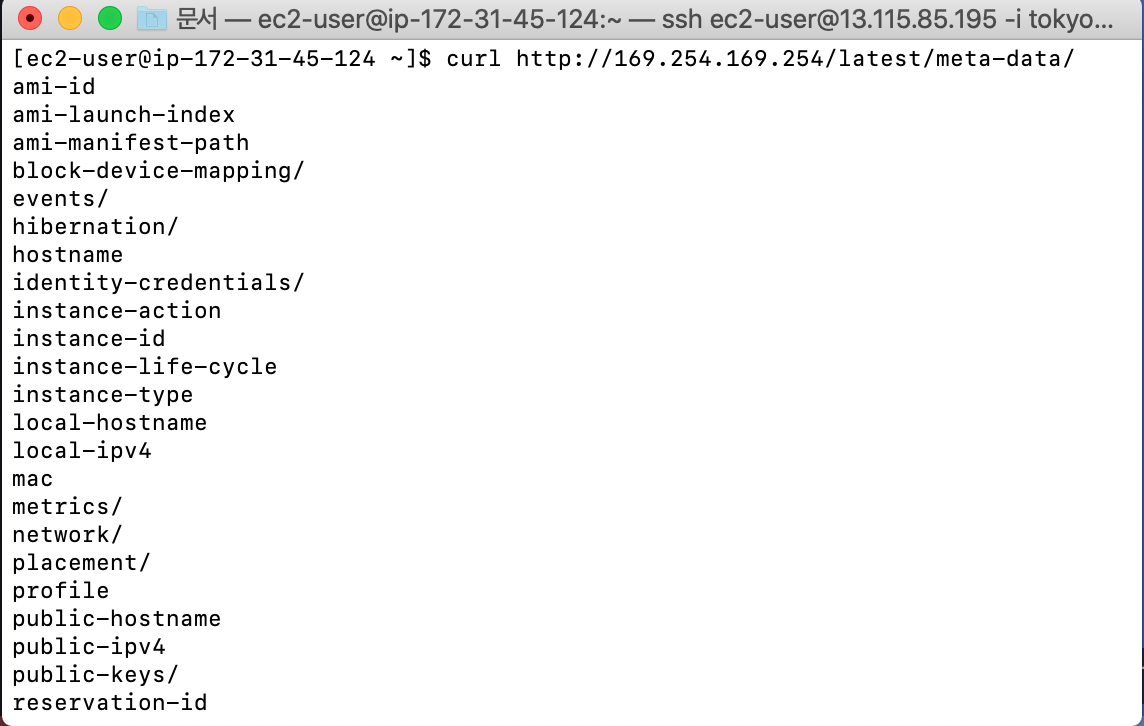 문서 — ec2-user@ip-172-31-45-124:~ — ssh ec2-user@13.115.85.195 -i tokyo...
[ec2-user@ip-172-31-45-124 ~]$ curl http://169.254.169.254/latest/meta-data/
ami-id
ami-launch-index
ami-manifest-path
block-device-mapping/
events/
hibernation/
hostname
identity-credentials/
instance-action
instance-id
instance-life-cycle
instance-type
local-hostname
local-ipv4
mac
metrics/
network/
placement/
profile
public-hostname
public-ipv4
public-keys/
reservation-id